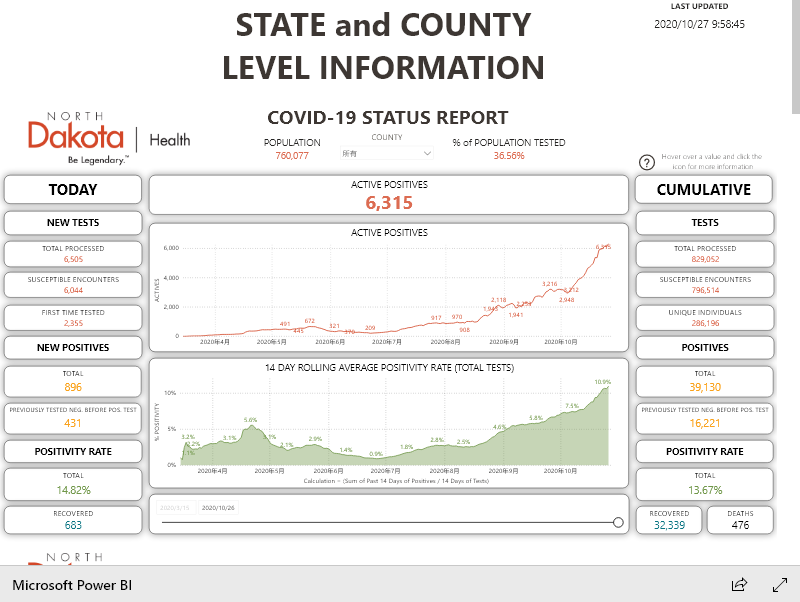 STATE and COUNTY
LEVEL INFORMATION
LAST UPDATED
2020/10/27 9:58:45
NORTH
Dakota
Be Legendary.™
Health
COVID-19 STATUS REPORT
POPULATION
760,077
COUNTY
所有
% of POPULATION TESTED
36.56%
?
Hover over a value and click the
icon for more information
TODAY
NEW TESTS
TOTAL PROCESSED
6,505
SUSCEPTIBLE ENCOUNTERS
6,044
FIRST TIME TESTED
2,355
NEW POSITIVES
TOTAL
896
PREVIOUSLY TESTED NEG. BEFORE POS. TEST
431
POSITIVITY RATE
TOTAL
14.82%
RECOVERED
683
ACTIVE POSITIVES
6,315
ACTIVE POSITIVES
ACTIVES
6,000
4,000
2,000
0
491
445
672
321
370
209
917
970
908
1,943
2,118
1,941
3,216
2,948
6,315
2020年4月
2020年5月
2020年6月
2020年7月
2020年8月
2020年9月
2020年10月
14 DAY ROLLING AVERAGE POSITIVITY RATE (TOTAL TESTS)
% POSITIVITY
10%
5%
0%
3.2%
2.2%
1.1%
3.1%
5.6%
3.1%
2.1%
2.9%
1.4%
0.9%
1.8%
2.8%
2.5%
4.6%
5.8%
7.5%
10.9%
2020年4月
2020年5月
2020年6月
2020年7月
2020年8月
2020年9月
2020年10月
Calculation = (Sum of Past 14 Days of Positives / 14 Days of Tests)
2020/10/26
CUMULATIVE
TESTS
TOTAL PROCESSED
829,052
SUSCEPTIBLE ENCOUNTERS
796,514
UNIQUE INDIVIDUALS
286,196
POSITIVES
TOTAL
39,130
PREVIOUSLY TESTED NEG. BEFORE POS. TEST
16,221
POSITIVITY RATE
TOTAL
13.67%
RECOVERED
32,339
DEATHS
476
NORTH
Microsoft Power BI